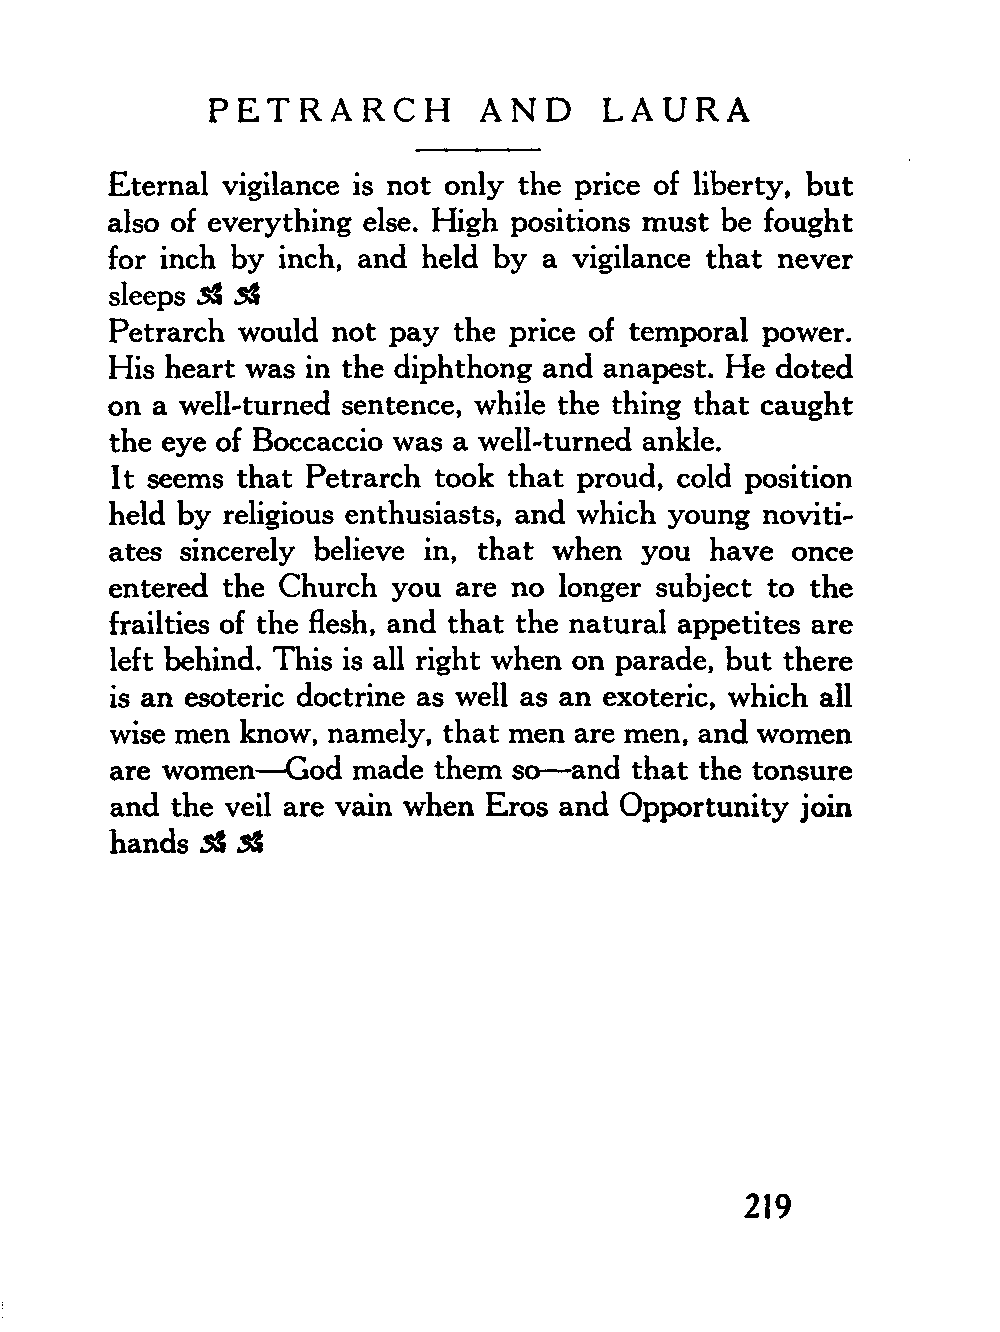 PETRARCH AND LAURA
Eternal vigilance is not only the price of liberty, but
also of everything else. High positions must be fought
for inch by inch, and held by a vigilance that never
sleeps
Petrarch would not pay the price of temporal power.
His heart was in the diphthong and anapest. He doted
on a well-turned sentence, while the thing that caught
the eye of Boccaccio was a well-turned ankle.
It seems that Petrarch took that proud, cold position
held by religious enthusiasts, and which young noviti-
ates sincerely believe in, that when you have once
entered the Church you are no longer subject to the
frailties of the flesh, and that the natural appetites are
left behind. This is all right when on parade, but there
is an esoteric doctrine as well as an exoteric, which all
wise men know, namely, that men are men, and women
are women—God made them so—and that the tonsure
and the veil are vain when Eros and Opportunity join
hands
219